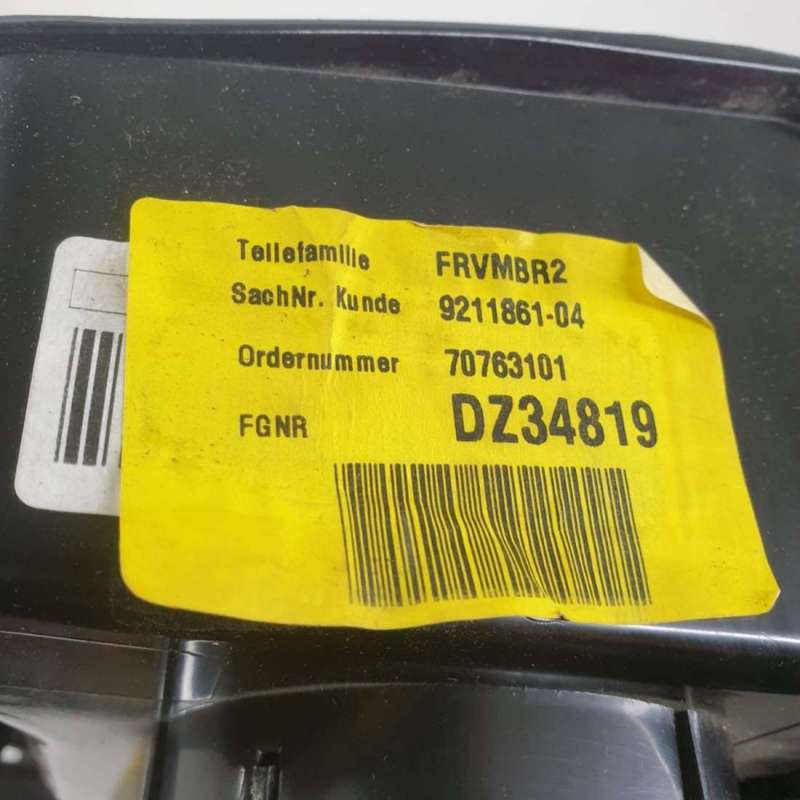 Teilefamilie FRVMBR2
SachNr. Kunde 9211861-04
Ordernummer 70763101
FGNR DZ34819